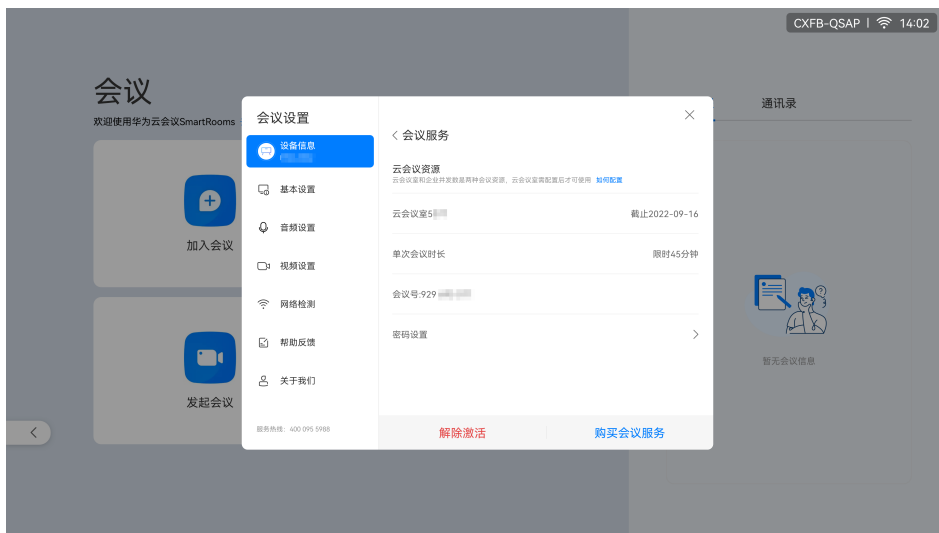 CXFB-QSAP
14:02
会议
欢迎使用华为云会议SmartRooms
加入会议
发起会议
通讯录
暂无会议信息
会议设置
设备信息
基本设置
音频设置
视频设置
网络检测
帮助反馈
关于我们
服务热线：400 095 5988
会议服务
云会议资源
云会议室和企业并发数是两种会议资源，云会议室需配置后才可使用 如何配置
云会议室5 截止2022-09-16
单次会议时长 限时45分钟
会议号:929
密码设置
解除激活 购买会议服务